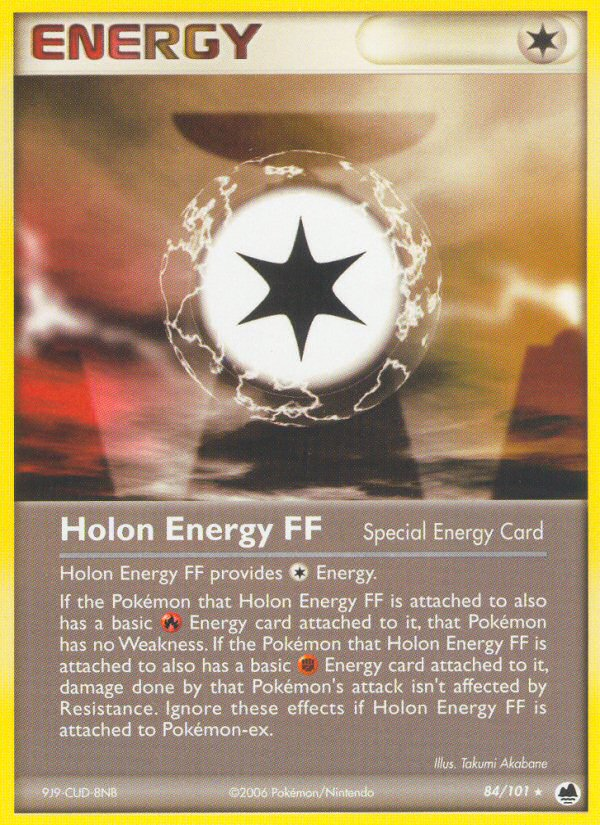 ENERGY
Holon Energy FF Special Energy Card
Holon Energy FF provides Energy.
If the Pokémon that Holon Energy FF is attached to also
has a basic Energy card attached to it, that Pokémon
has no Weakness. If the Pokémon that Holon Energy FF is
attached to also has a basic Energy card attached to it,
damage done by that Pokémon's attack isn't affected by
Resistance. Ignore these effects if Holon Energy FF is
attached to Pokémon-ex.
Illus. Takumi Akabane
9J9-CUD-8NB ©2006 Pokémon/Nintendo 84/101 ★